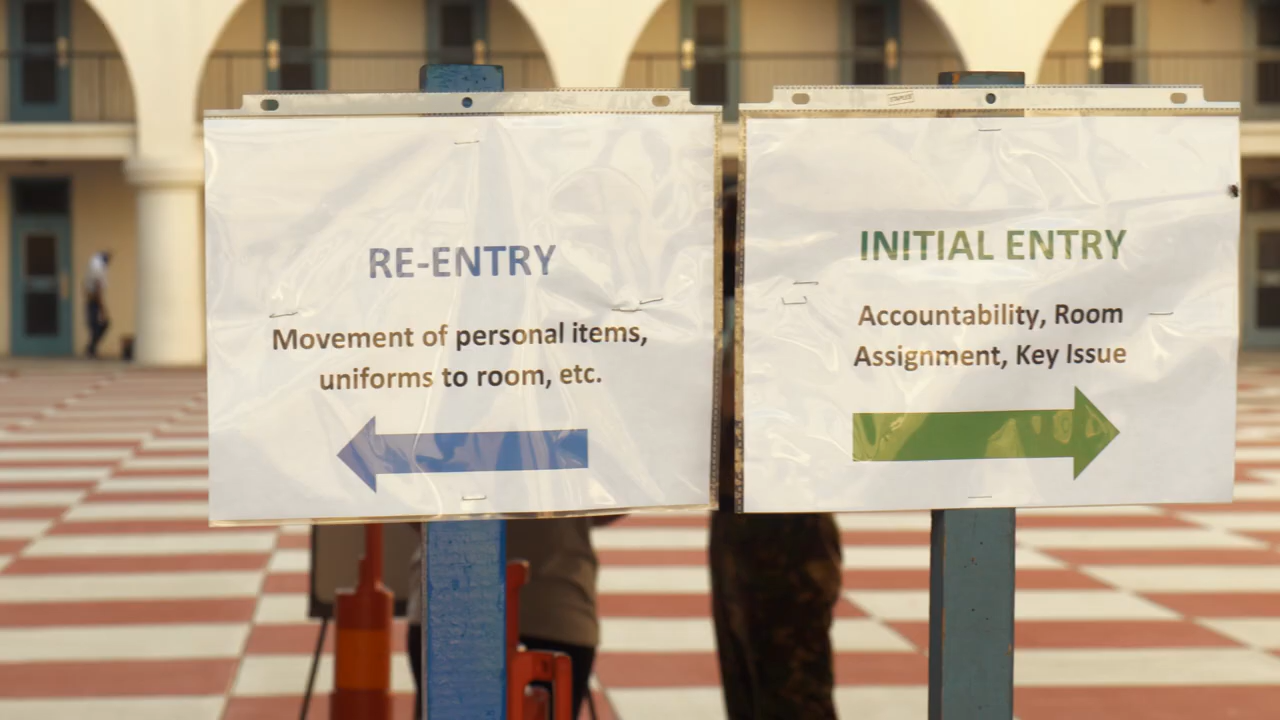 RE-ENTRY
Movement of personal items,
uniforms to room, etc.
INITIAL ENTRY
Accountability, Room
Assignment, Key Issue